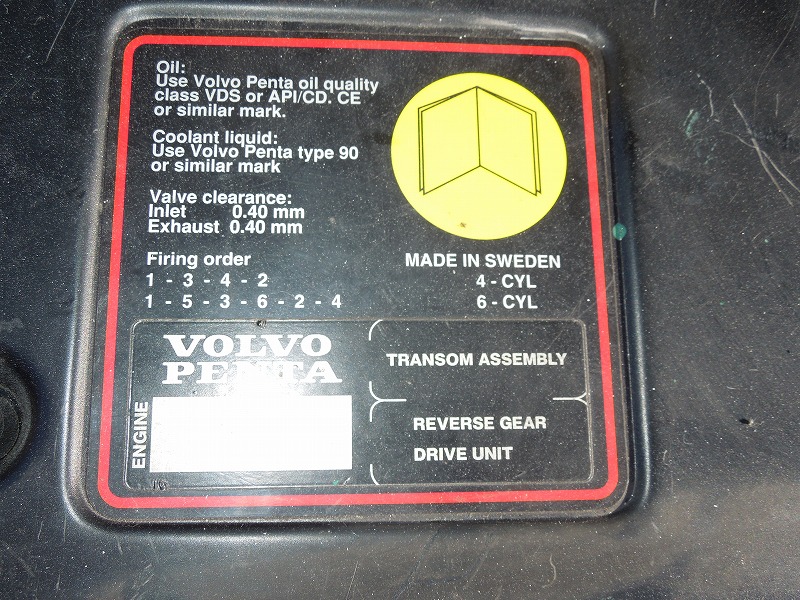 Oil:
Use Volvo Penta oil quality
class VDS or API/CD. CE
or similar mark.
Coolant liquid:
Use Volvo Penta type 90
or similar mark
Valve clearance:
Inlet 0.40 mm
Exhaust 0.40 mm
Firing order
1 - 3 - 4 - 2
1 - 5 - 3 - 6 - 2 - 4
MADE IN SWEDEN
4 - CYL
6 - CYL
VOLVO
PENTA
ENGINE
TRANSOM ASSEMBLY
REVERSE GEAR
DRIVE UNIT